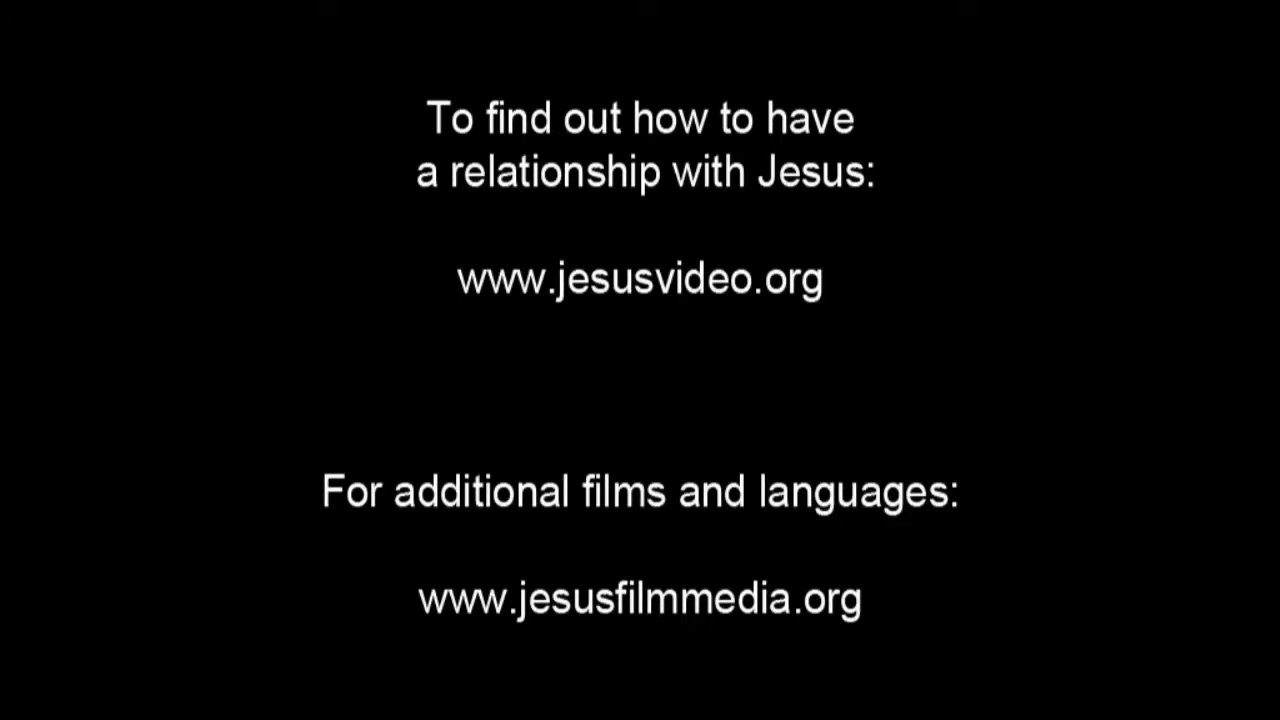 To find out how to have
a relationship with Jesus:
www.jesusvideo.org
For additional films and languages:
www.jesusfilmmedia.org